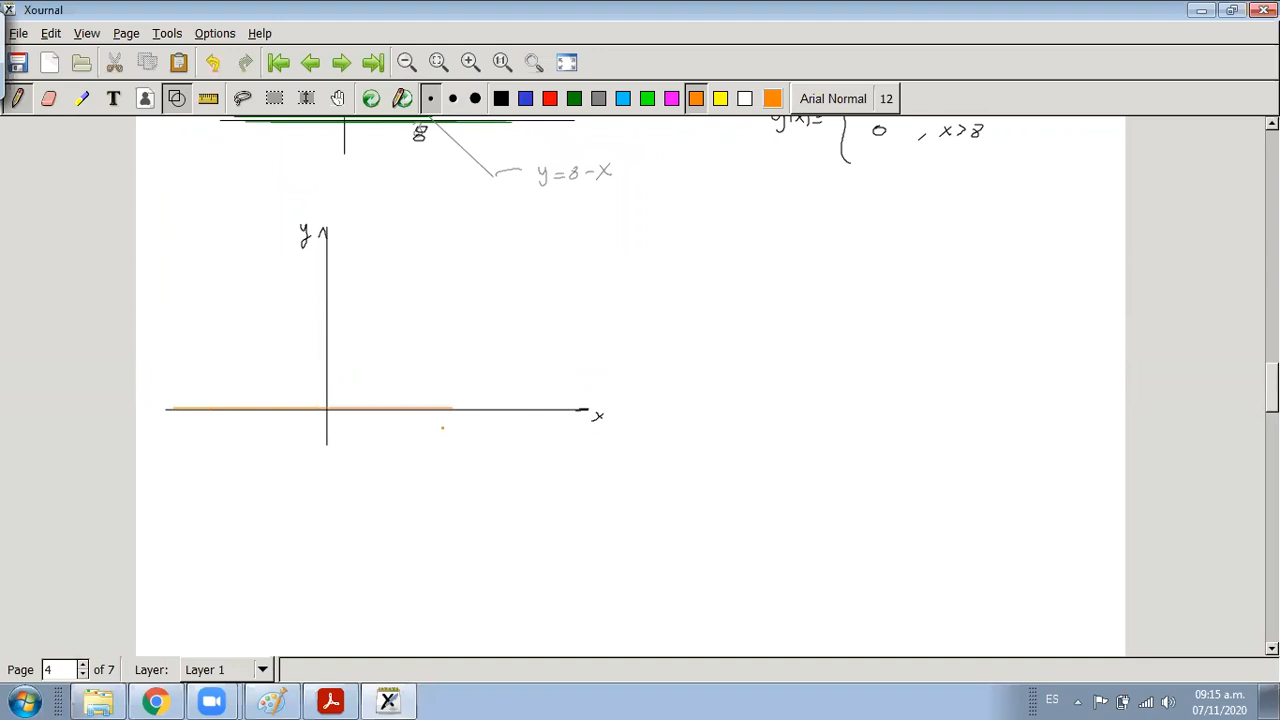 Xournal
File Edit View Page Tools Options Help
Arial Normal 12
8
y(x)=
0 , x>8
y=8-x
y
x
Page 4 of 7 Layer: Layer 1
ES
09:15 a.m.
07/11/2020